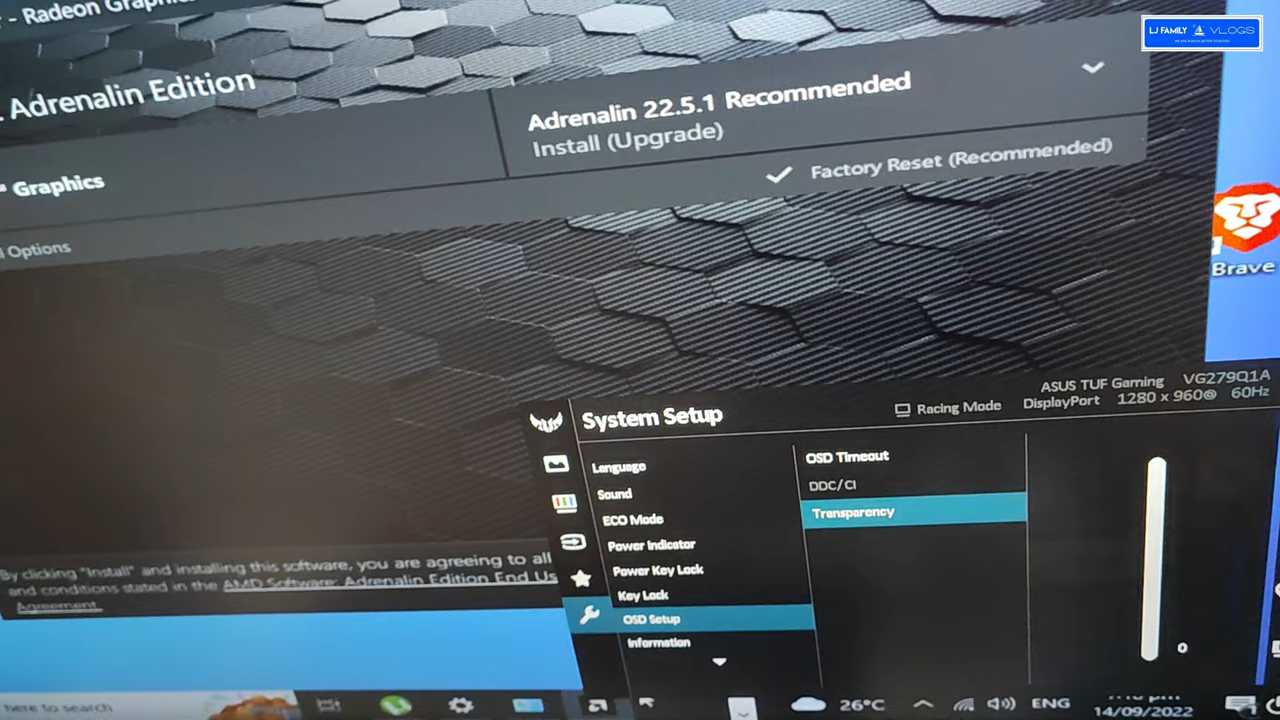 - Radeon Graphics
LJ FAMILY VLOGS
Adrenalin Edition
Adrenalin 22.5.1 Recommended
Install (Upgrade)
Graphics
Factory Reset (Recommended)
Options
Brave
ASUS TUF Gaming VG279Q1A
DisplayPort 1280 x 960@ 60Hz
Racing Mode
System Setup
Language
Sound
ECO Mode
Power Indicator
Power Key Lock
Key Lock
OSD Setup
Information
OSD Timeout
DDC/CI
Transparency
0
By clicking "Install" and installing this software, you are agreeing to all
and conditions stated in the AMD Software: Adrenalin Edition End Us
Agreement.
here to search
26°C
ENG
14/09/2022